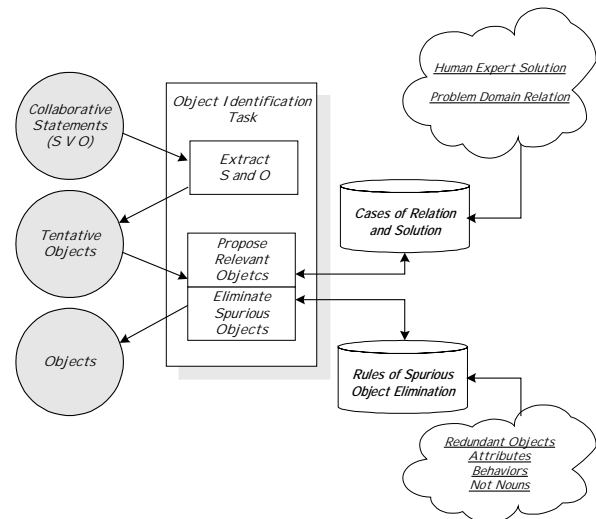 Human Expert Solution
Problem Domain Relation
Object Identification
Task
Collaborative
Statements
(S V O)
Extract
S and O
Cases of Relation
and Solution
Tentative
Objects
Propose
Relevant
Objetcs
Eliminate
Spurious
Objects
Objects
Rules of Spurious
Object Elimination
Redundant Objects
Attributes
Behaviors
Not Nouns